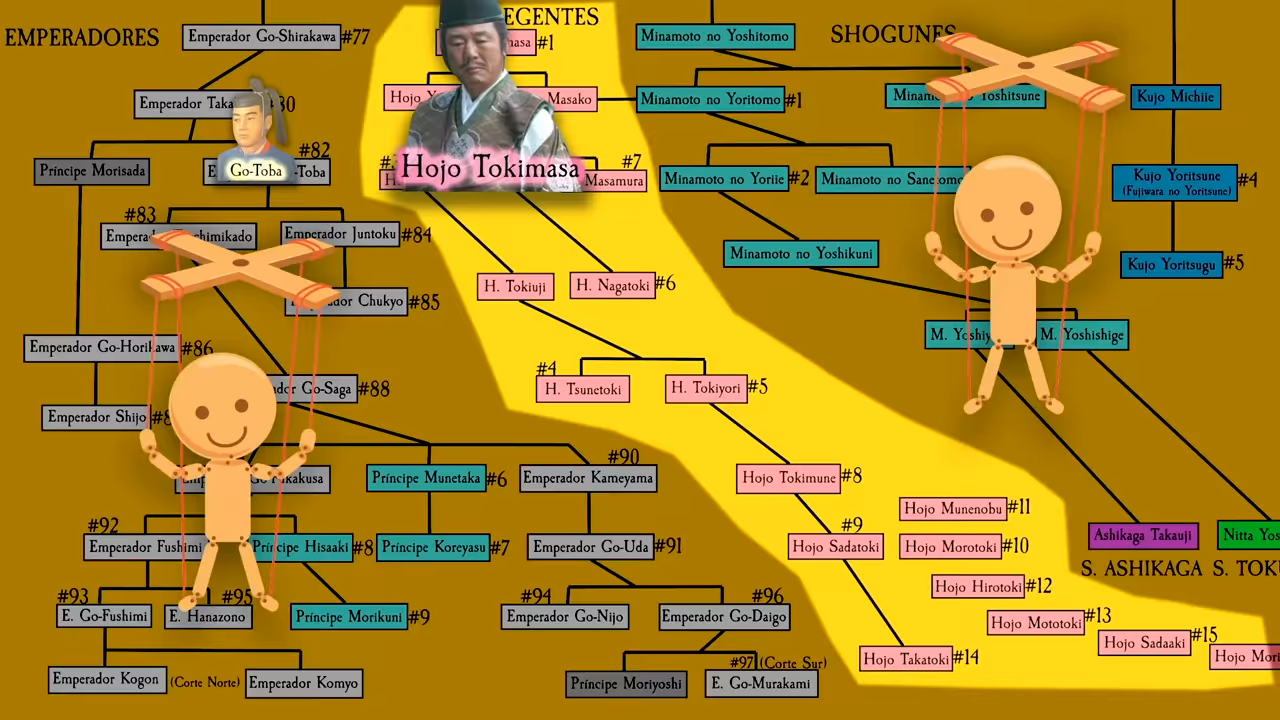 EMPERADORES
Emperador Go-Shirakawa #77
Go-Toba
#82
Príncipe Morisada
#83
Emperador Juntoku #84
Chukyo #85
Emperador Go-Horikawa #86
Go-Saga #88
Emperador Shijo
#90
Príncipe Munetaka #6
Emperador Kameyama
#92
Emperador Fushimi
Príncipe Hisaaki #8
Príncipe Koreyasu #7
Emperador Go-Uda #91
#93
E. Go-Fushimi
#95
E. Hanazono
Príncipe Morikuni #9
#94
Emperador Go-Nijo
#96
Emperador Go-Daigo
Emperador Kogon (Corte Norte)
Emperador Komyo
#97 (Corte Sur)
Príncipe Moriyoshi
E. Go-Murakami
#1
Masako
Hojo Tokimasa
#7
Masamura
H. Tokiuji
H. Nagatoki #6
#4
H. Tsunetoki
H. Tokiyori #5
Hojo Tokimune #8
#9
Hojo Sadatoki
Hojo Munenobu #11
Hojo Morotoki #10
Hojo Hirotoki #12
Hojo Mototoki #13
Hojo Sadaaki #15
Hojo Takatoki #14
SHOGUNES
Minamoto no Yoshitomo
Minamoto no Yoritomo #1
Yoshitsune
Minamoto no Yoriie #2
Minamoto no
Minamoto no Yoshikuni
M. Yoshishige
Kujo Michiie
Kujo Yoritsune #4
(Fujiwara no Yoritsune)
Kujo Yoritsugu #5
Ashikaga Takauji
Nitta
S. ASHIKAGA
S.